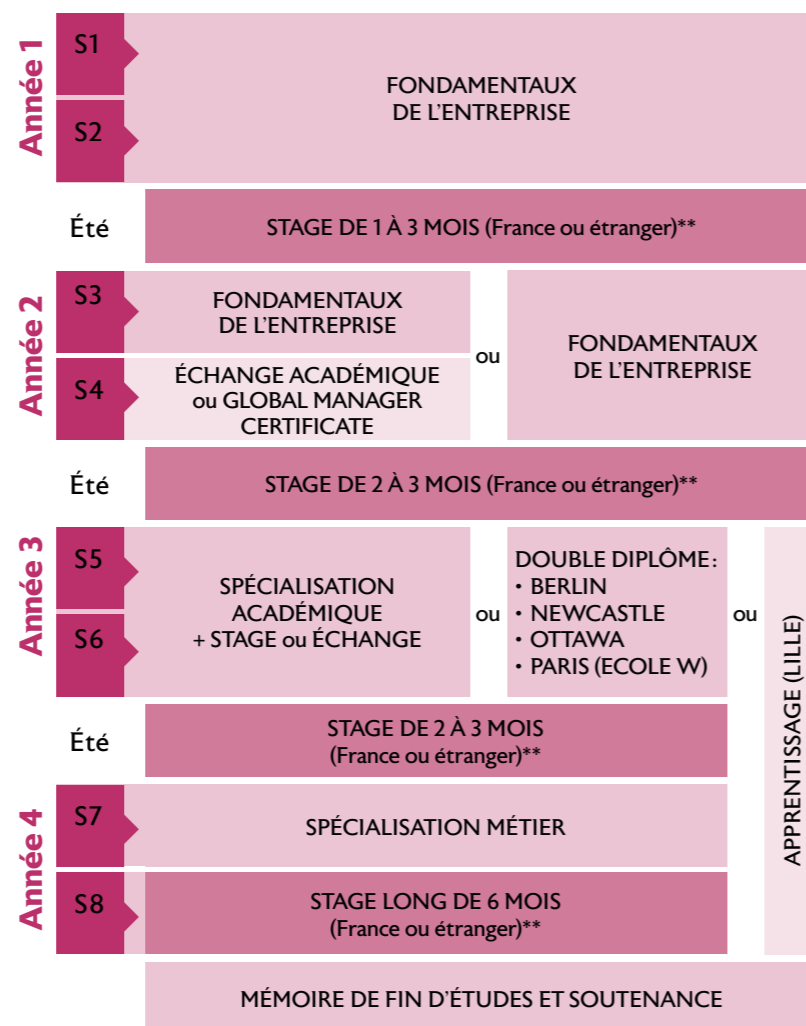 Année 1
S1
S2
FONDAMENTAUX
DE L'ENTREPRISE
Été
STAGE DE 1 À 3 MOIS (France ou étranger)**
Année 2
S3
FONDAMENTAUX
DE L'ENTREPRISE
S4
ÉCHANGE ACADÉMIQUE
ou GLOBAL MANAGER
CERTIFICATE
ou
FONDAMENTAUX
DE L'ENTREPRISE
Été
STAGE DE 2 À 3 MOIS (France ou étranger)**
Année 3
S5
S6
SPÉCIALISATION
ACADÉMIQUE
+ STAGE ou ÉCHANGE
ou
DOUBLE DIPLÔME :
• BERLIN
• NEWCASTLE
• OTTAWA
• PARIS (ECOLE W)
ou
APPRENTISSAGE (LILLE)
Été
STAGE DE 2 À 3 MOIS
(France ou étranger)**
Année 4
S7
SPÉCIALISATION MÉTIER
S8
STAGE LONG DE 6 MOIS
(France ou étranger)**
MÉMOIRE DE FIN D'ÉTUDES ET SOUTENANCE